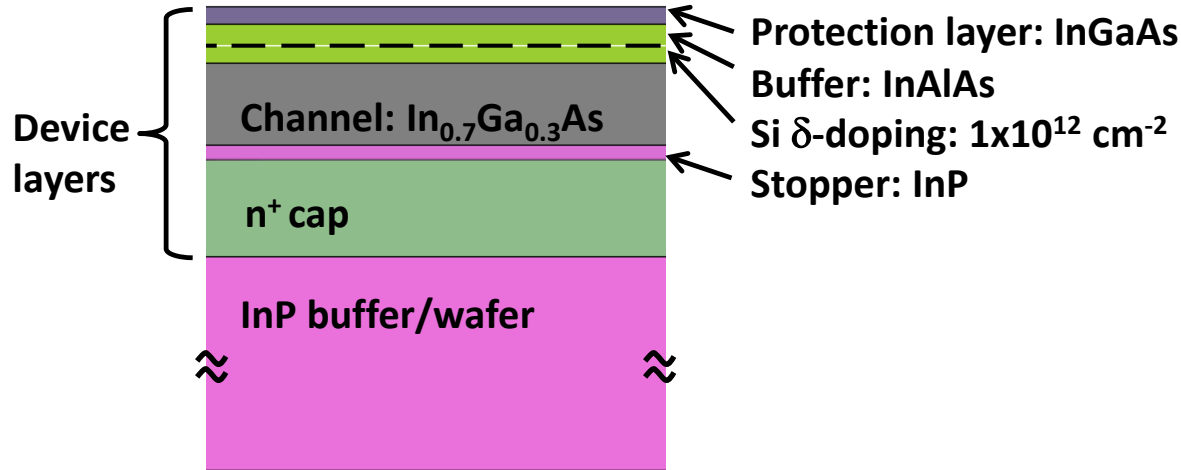 Protection layer: InGaAs
Buffer: InAlAs
Si δ-doping: 1x10¹² cm⁻²
Stopper: InP
Device
layers
Channel: In₀.₇Ga₀.₃As
n⁺ cap
InP buffer/wafer